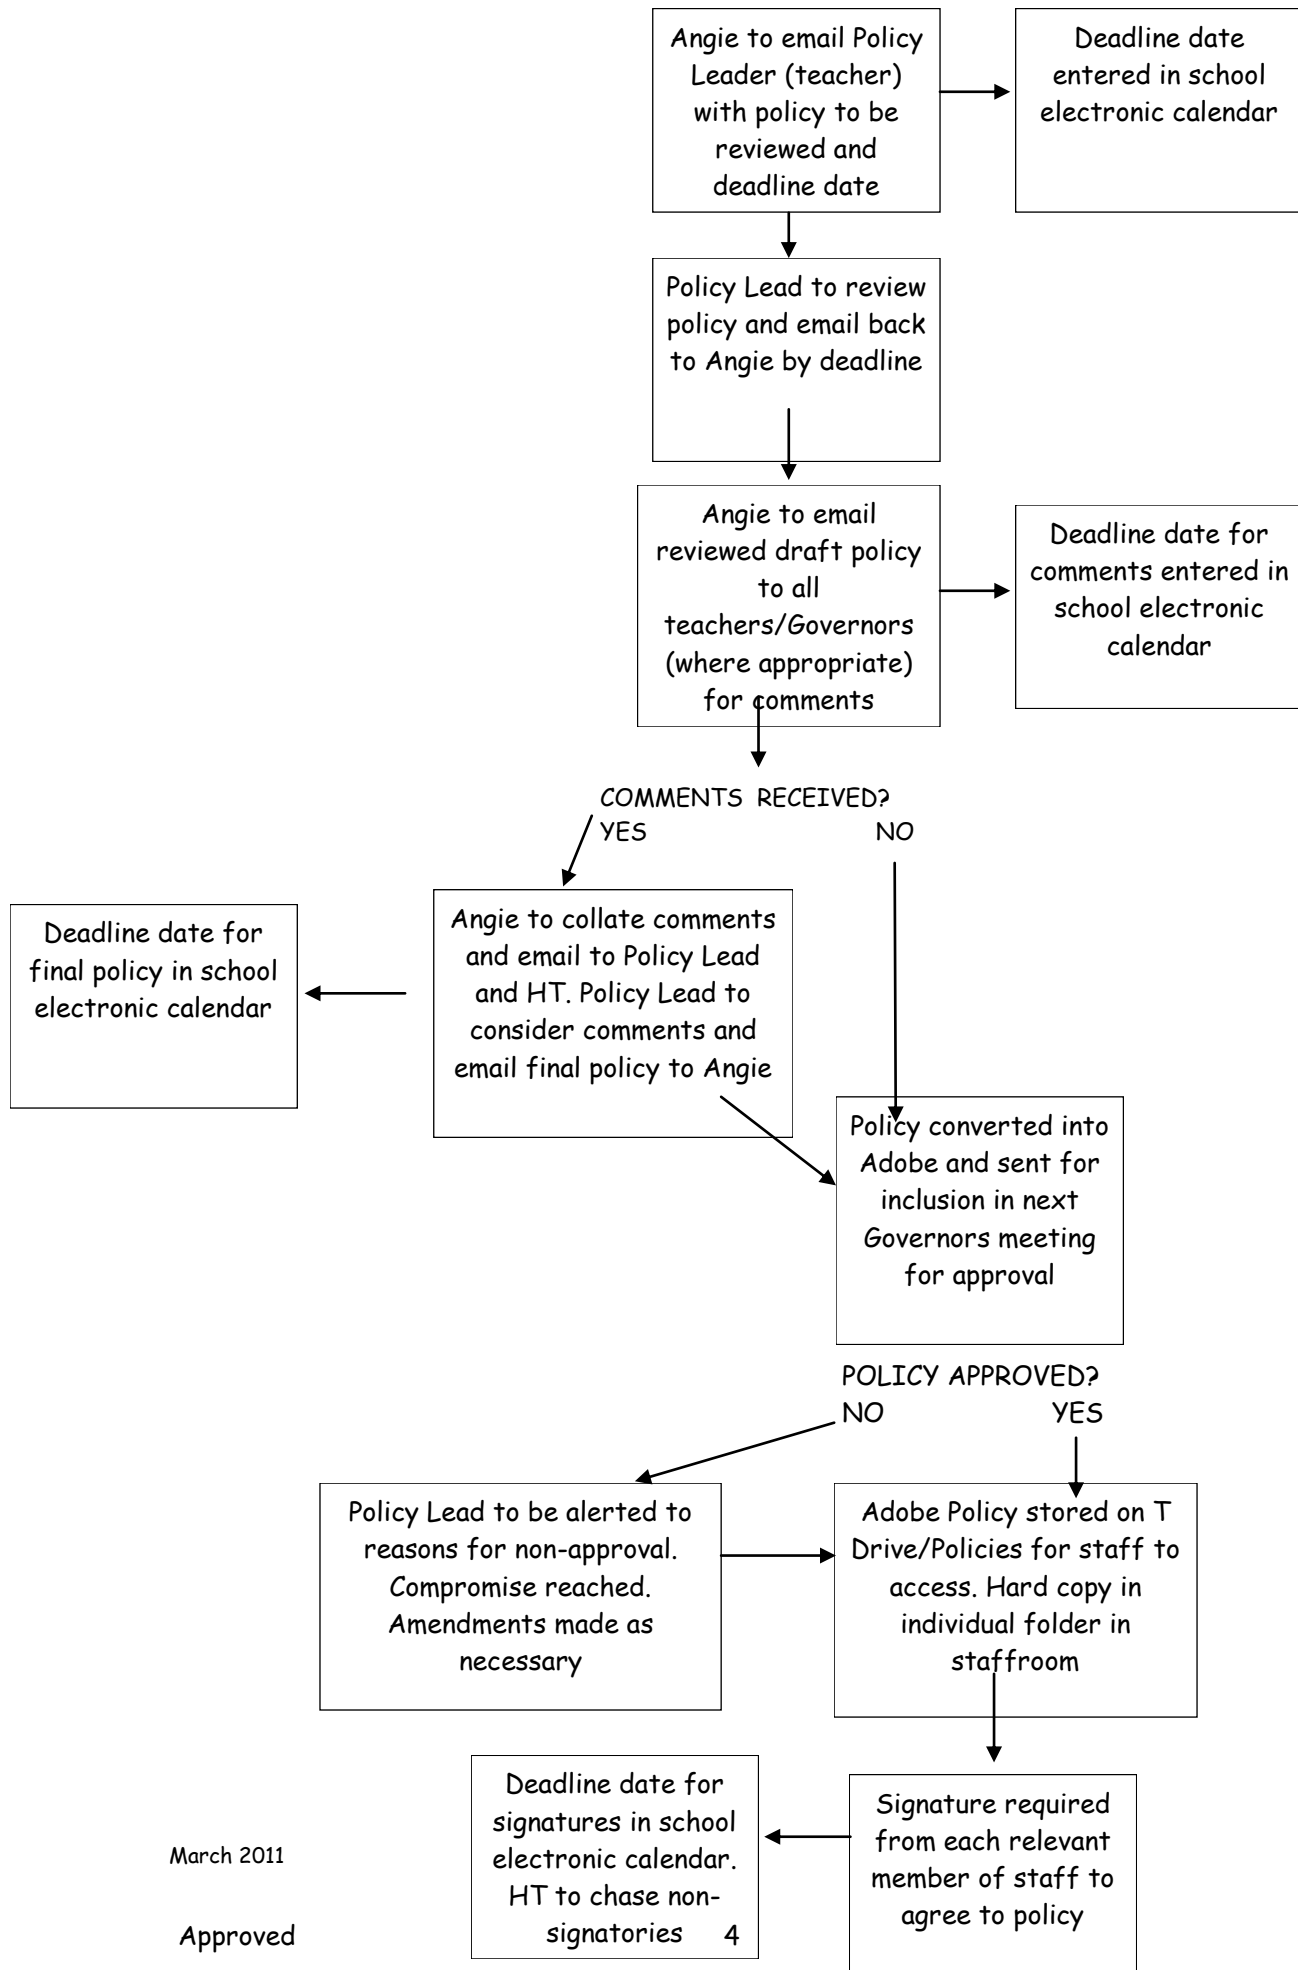 Angie to email Policy
Leader (teacher)
with policy to be
reviewed and
deadline date
Deadline date
entered in school
electronic calendar
Policy Lead to review
policy and email back
to Angie by deadline
Angie to email
reviewed draft policy
to all
teachers/Governors
(where appropriate)
for comments
Deadline date for
comments entered in
school electronic
calendar
COMMENTS RECEIVED?
YES
NO
Deadline date for
final policy in school
electronic calendar
Angie to collate comments
and email to Policy Lead
and HT. Policy Lead to
consider comments and
email final policy to Angie
Policy converted into
Adobe and sent for
inclusion in next
Governors meeting
for approval
POLICY APPROVED?
NO
YES
Policy Lead to be alerted to
reasons for non-approval.
Compromise reached.
Amendments made as
necessary
Adobe Policy stored on T
Drive/Policies for staff to
access. Hard copy in
individual folder in
staffroom
Deadline date for
signatures in school
electronic calendar.
HT to chase non-
signatories
Signature required
from each relevant
member of staff to
agree to policy
March 2011
Approved
4